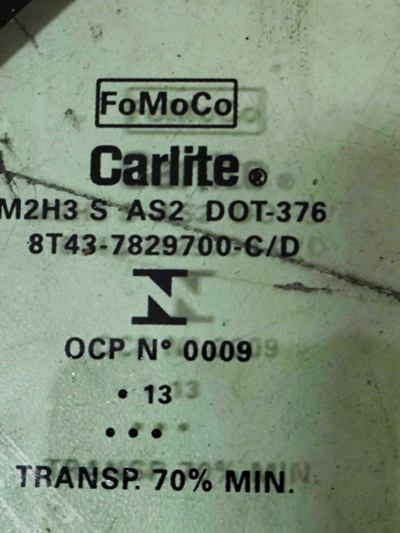 FoMoCo
Carlite®
M2H3 S AS2 DOT-376
8T43-7829700-C/D
OCP N° 0009
• 13
•••
TRANSP. 70% MIN.